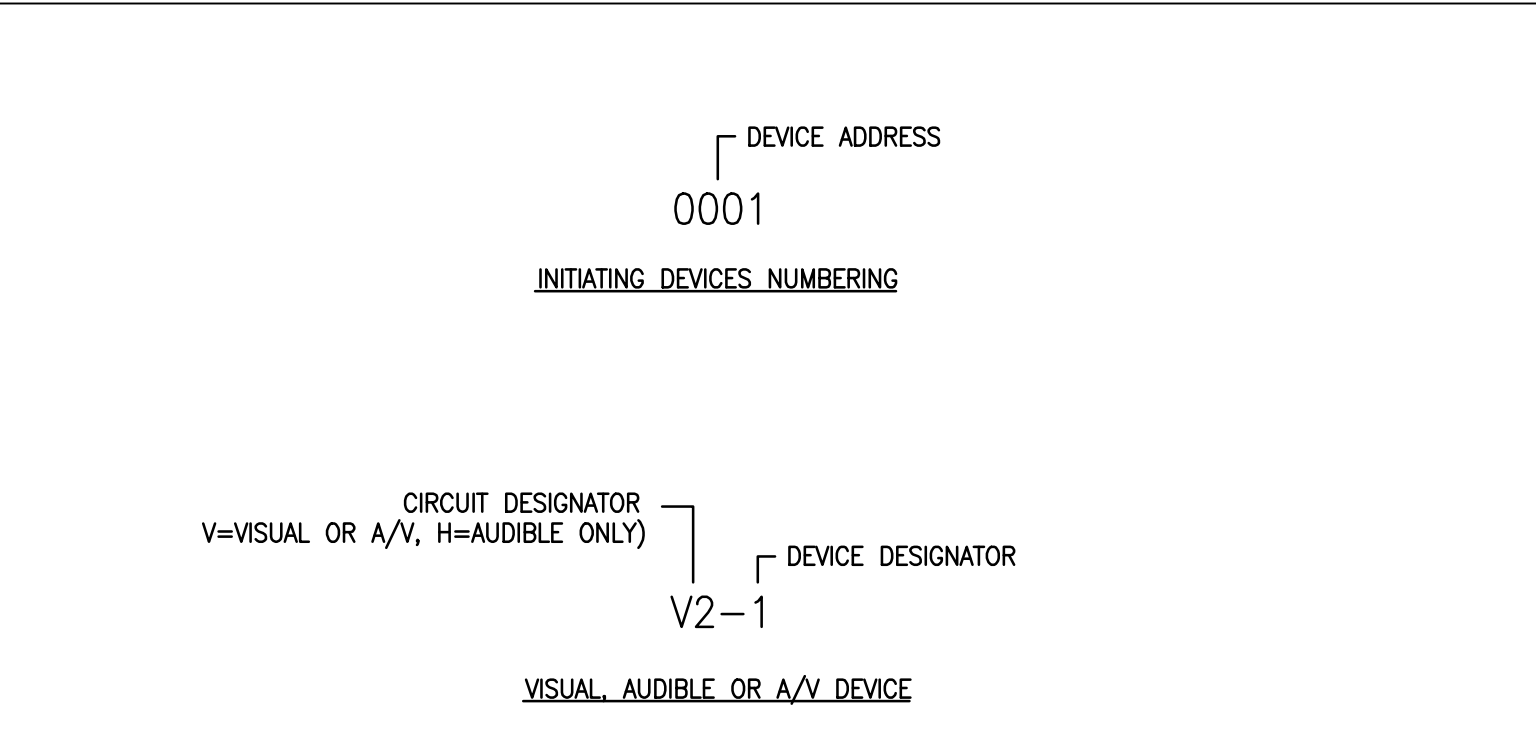 DEVICE ADDRESS
0001
INITIATING DEVICES NUMBERING
CIRCUIT DESIGNATOR
V=VISUAL OR A/V, H=AUDIBLE ONLY)
DEVICE DESIGNATOR
V2-1
VISUAL, AUDIBLE OR A/V DEVICE